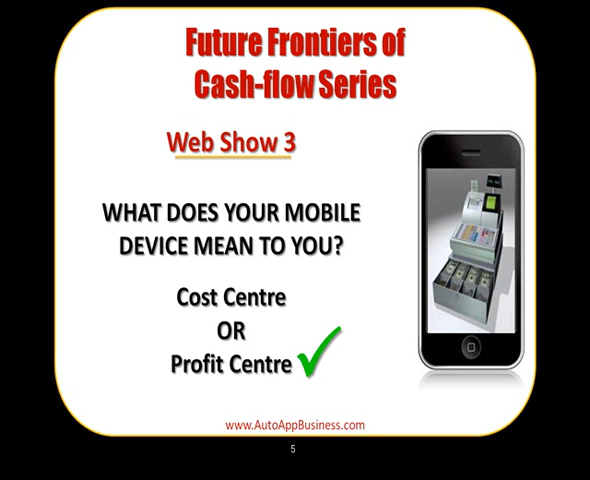 Future Frontiers of
Cash-flow Series
Web Show 3
WHAT DOES YOUR MOBILE
DEVICE MEAN TO YOU?
Cost Centre
OR
Profit Centre
www.AutoAppBusiness.com
5